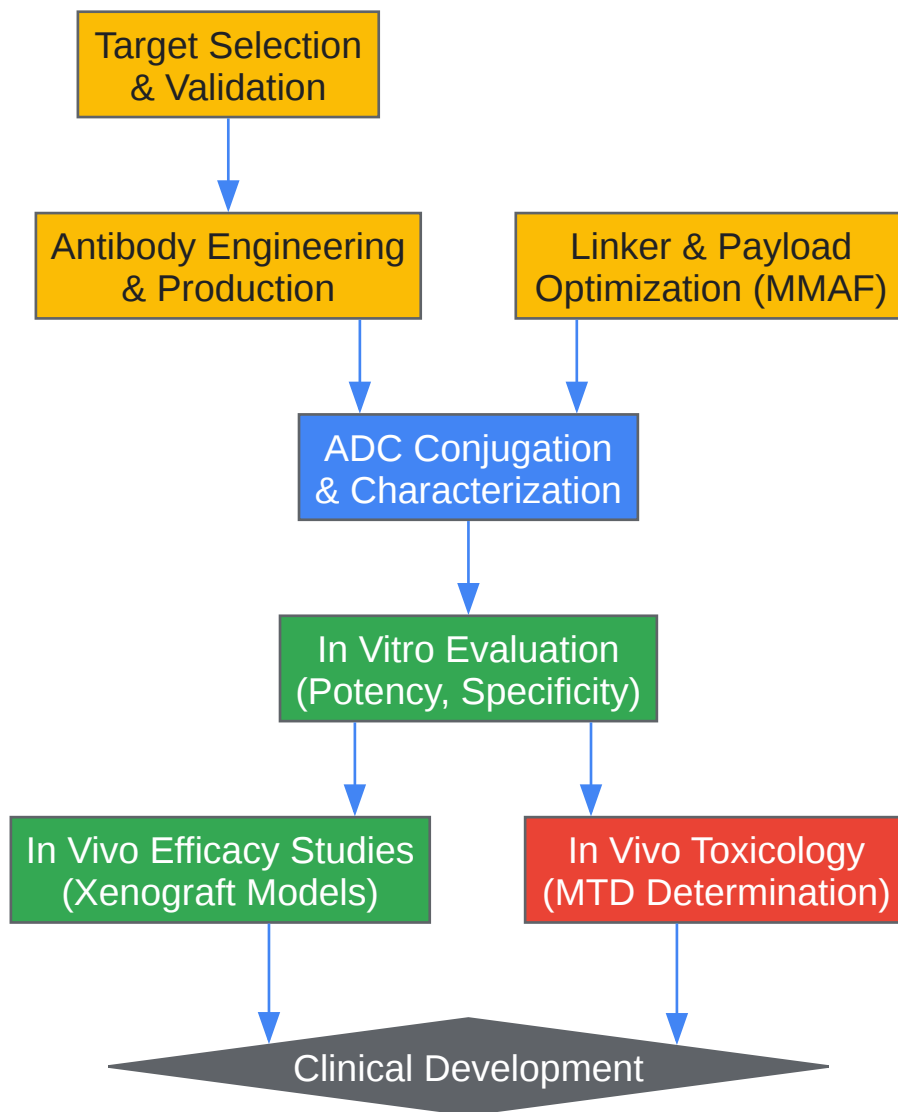 Target Selection
& Validation
Antibody Engineering
& Production
Linker & Payload
Optimization (MMAF)
ADC Conjugation
& Characterization
In Vitro Evaluation
(Potency, Specificity)
In Vivo Efficacy Studies
(Xenograft Models)
In Vivo Toxicology
(MTD Determination)
Clinical Development